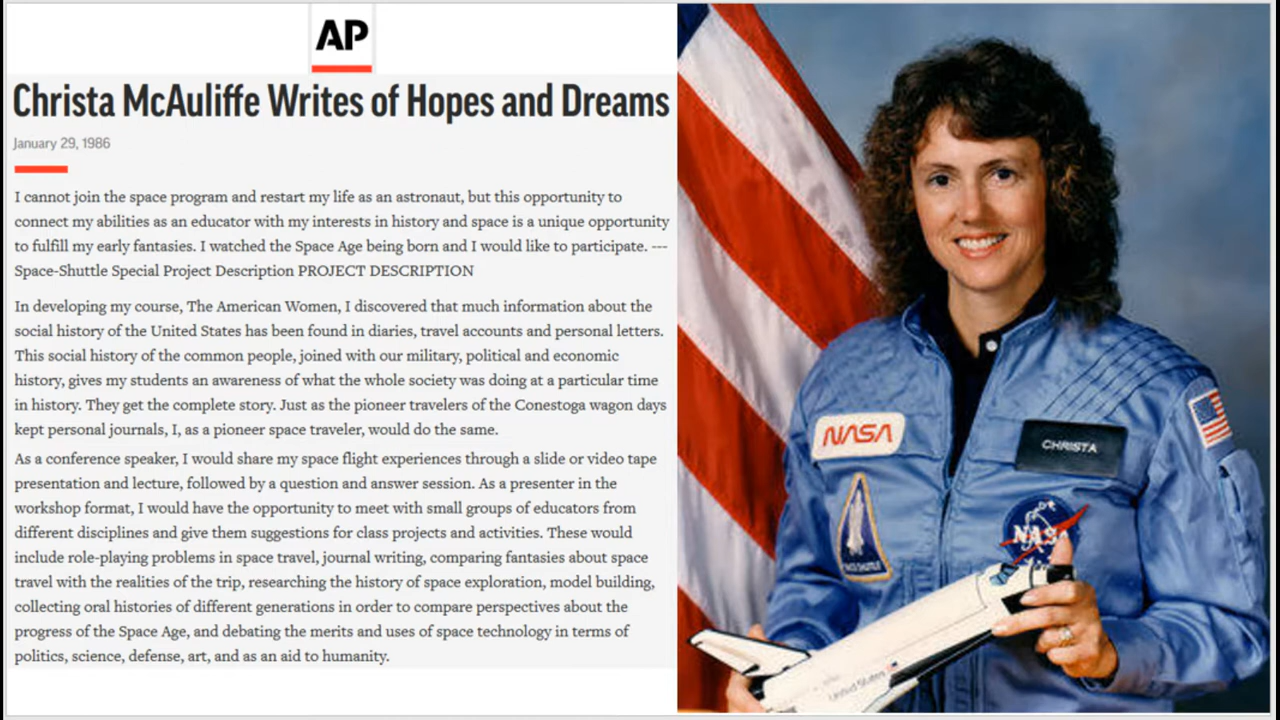 AP
Christa McAuliffe Writes of Hopes and Dreams
January 29, 1986
I cannot join the space program and restart my life as an astronaut, but this opportunity to
connect my abilities as an educator with my interests in history and space is a unique opportunity
to fulfill my early fantasies. I watched the Space Age being born and I would like to participate. ---
Space-Shuttle Special Project Description PROJECT DESCRIPTION
In developing my course, The American Women, I discovered that much information about the
social history of the United States has been found in diaries, travel accounts and personal letters.
This social history of the common people, joined with our military, political and economic
history, gives my students an awareness of what the whole society was doing at a particular time
in history. They get the complete story. Just as the pioneer travelers of the Conestoga wagon days
kept personal journals, I, as a pioneer space traveler, would do the same.
As a conference speaker, I would share my space flight experiences through a slide or video tape
presentation and lecture, followed by a question and answer session. As a presenter in the
workshop format, I would have the opportunity to meet with small groups of educators from
different disciplines and give them suggestions for class projects and activities. These would
include role-playing problems in space travel, journal writing, comparing fantasies about space
travel with the realities of the trip, researching the history of space exploration, model building,
collecting oral histories of different generations in order to compare perspectives about the
progress of the Space Age, and debating the merits and uses of space technology in terms of
politics, science, defense, art, and as an aid to humanity.
NASA
CHRISTA
NASA
SPACE SHUTTLE
United States